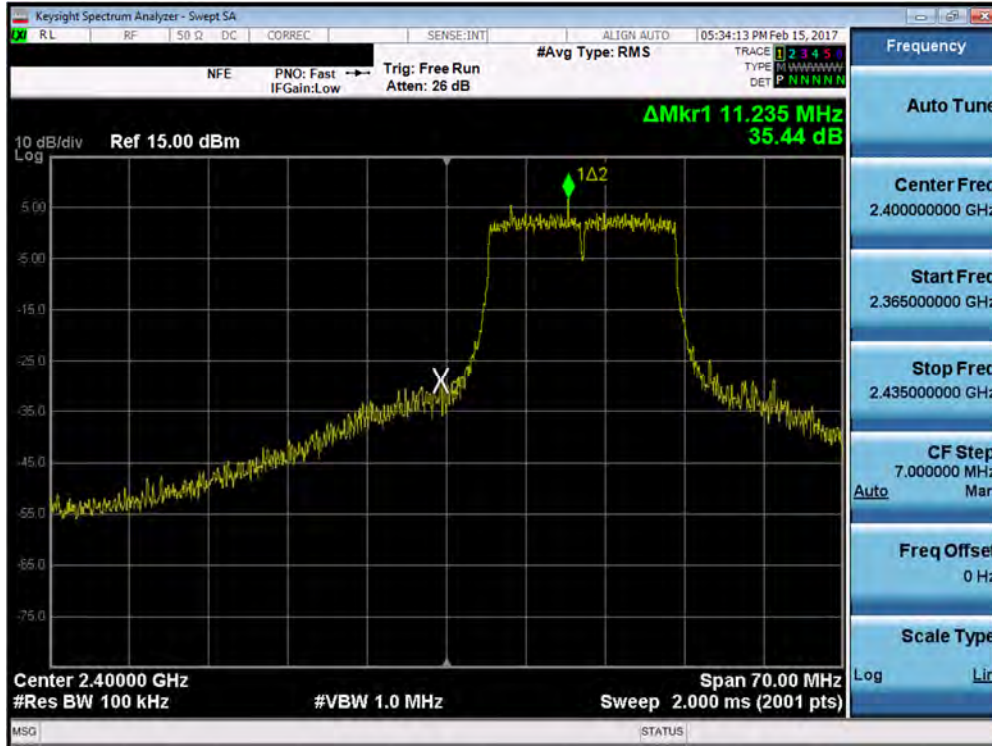 Keysight Spectrum Analyzer - Swept SA
LXI RL RF 50 Ω DC CORREC SENSE:INT ALIGN AUTO 05:34:13 PM Feb 15, 2017
NFE PNO: Fast Trig: Free Run #Avg Type: RMS TRACE 1 2 3 4 5 6
IFGain:Low Atten: 26 dB TYPE M W W W W W
DET P N N N N N
ΔMkr1 11.235 MHz
35.44 dB
10 dB/div Ref 15.00 dBm
Log
1Δ2
5.00
-5.00
-15.0
-25.0
X
-35.0
-45.0
-55.0
-65.0
-75.0
Center 2.40000 GHz Span 70.00 MHz
#Res BW 100 kHz #VBW 1.0 MHz Sweep 2.000 ms (2001 pts)
MSG STATUS
Frequency
Auto Tune
Center Freq
2.400000000 GHz
Start Freq
2.365000000 GHz
Stop Freq
2.435000000 GHz
CF Step
7.000000 MHz
Auto Man
Freq Offset
0 Hz
Scale Type
Log Lin